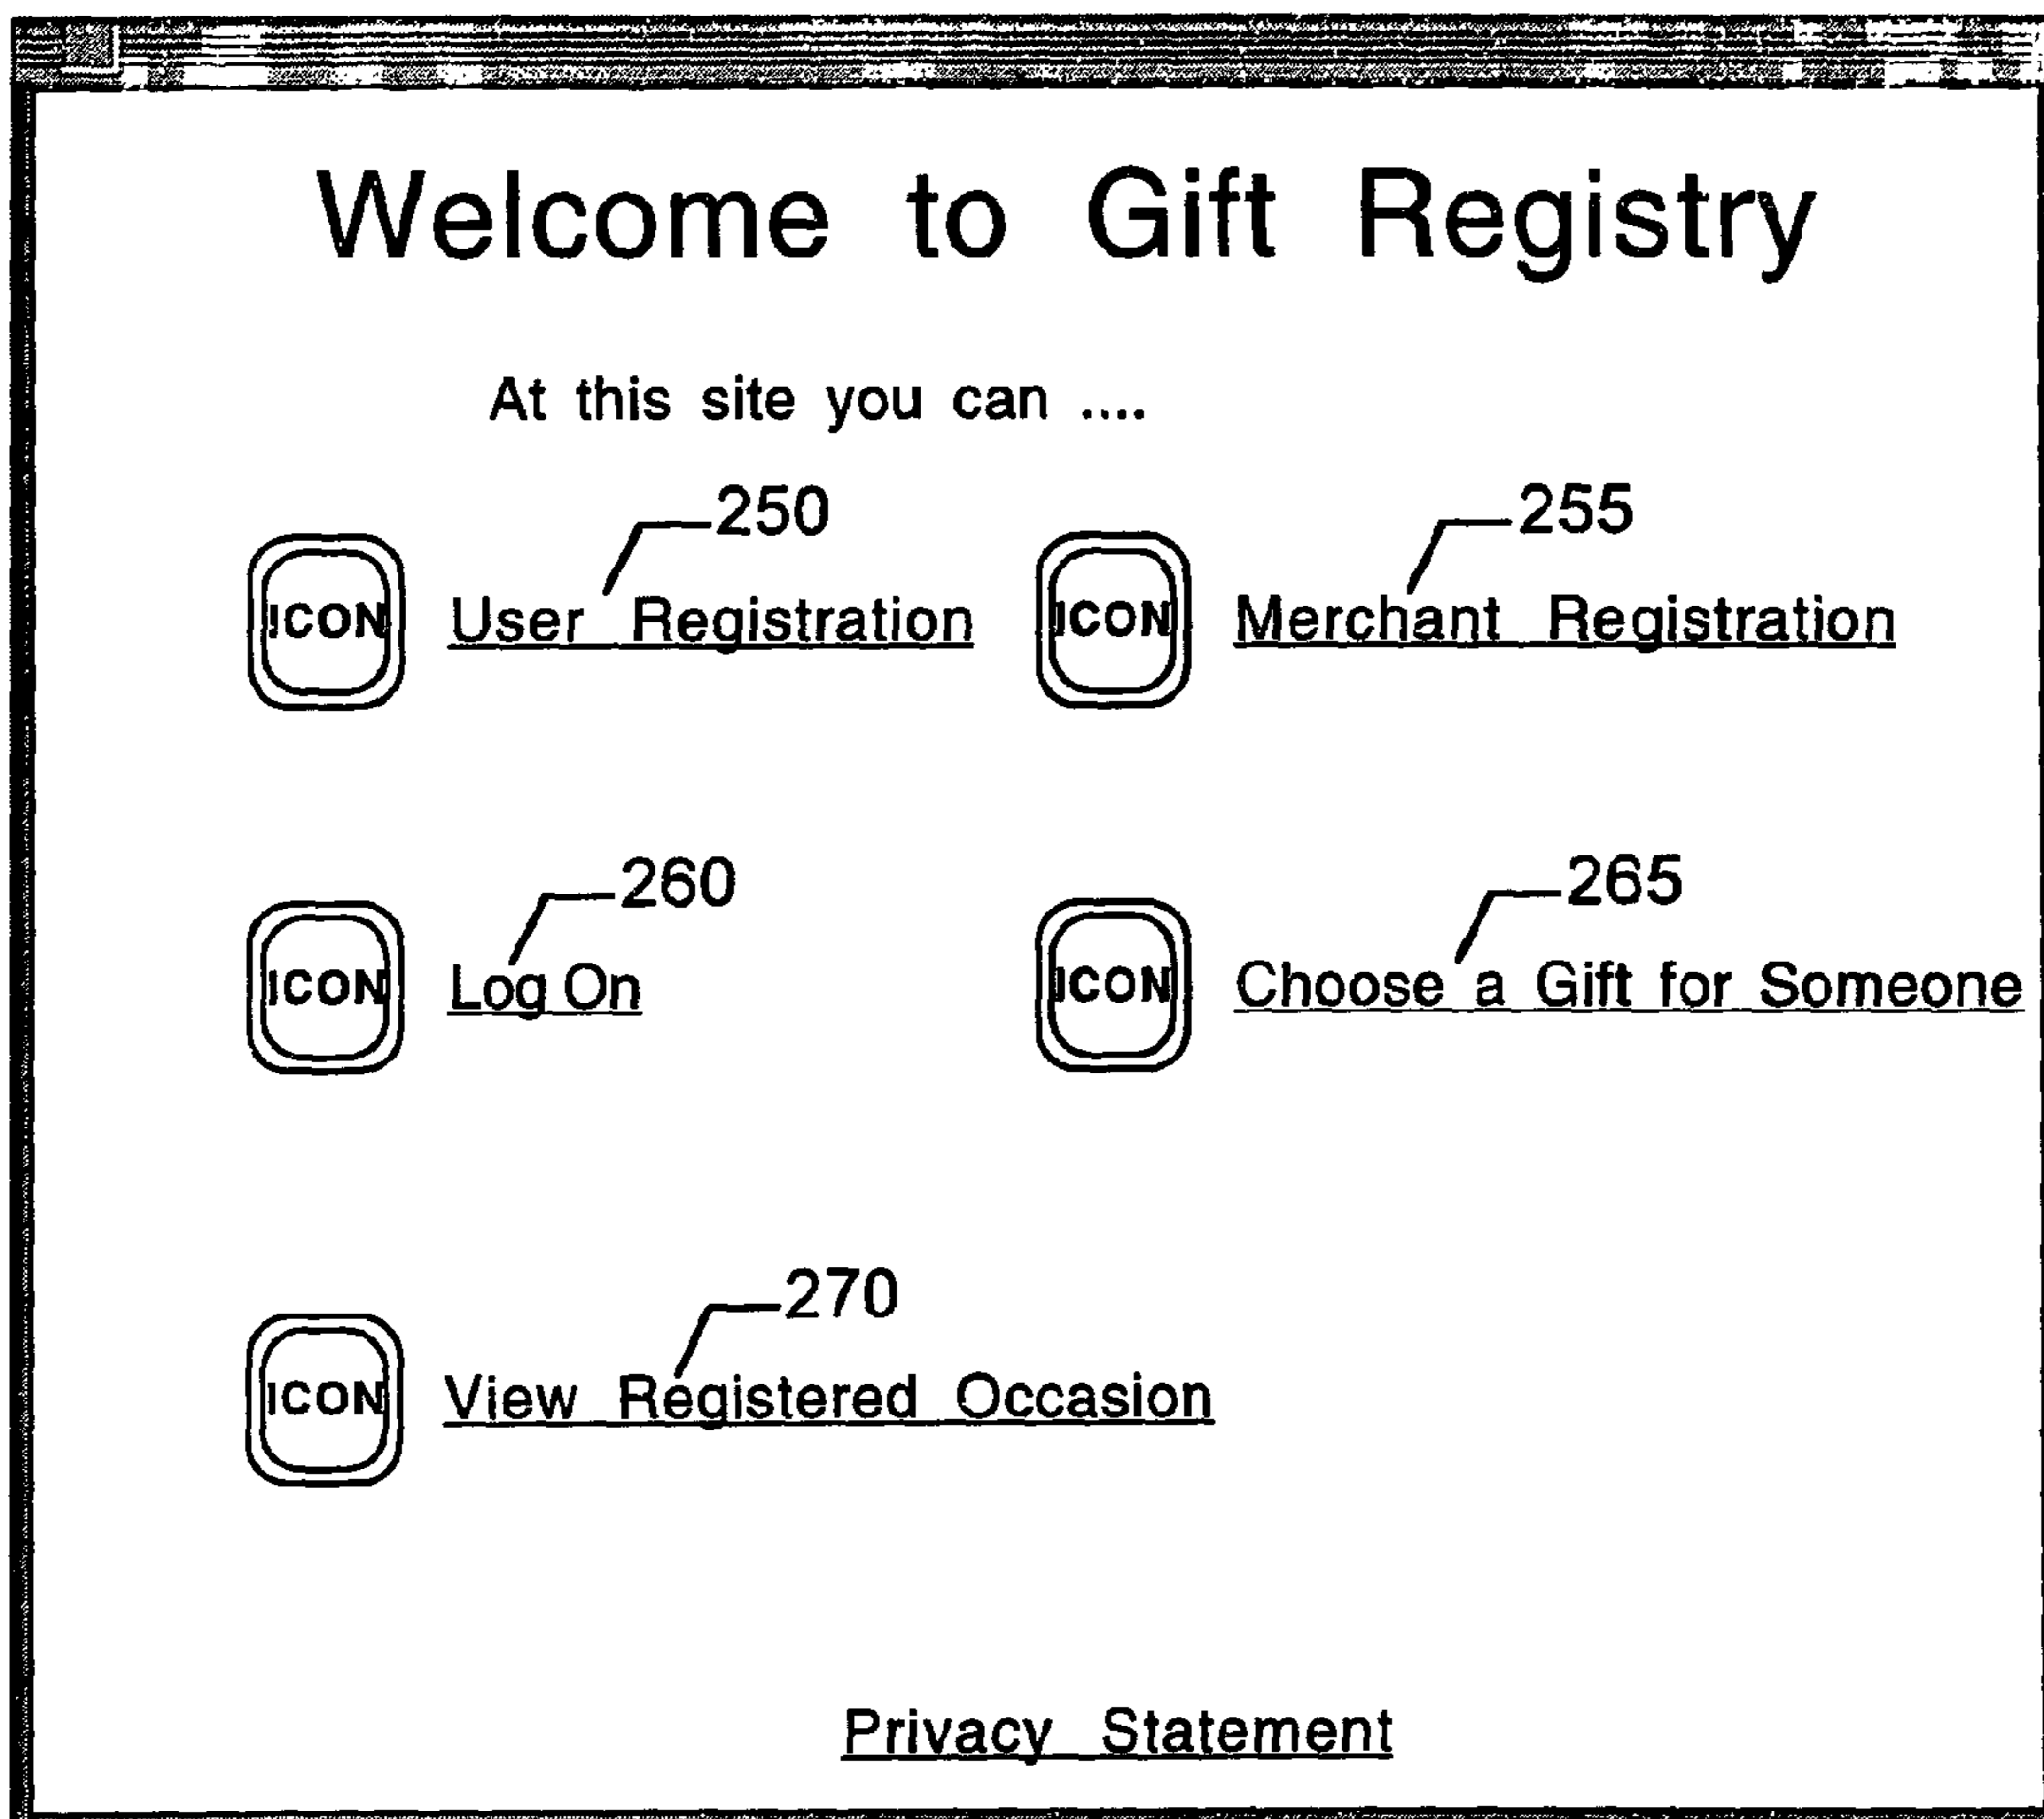 Welcome to Gift Registry
At this site you can ....
250 255
ICON User Registration ICON Merchant Registration
260 265
ICON Log On ICON Choose a Gift for Someone
270
ICON View Registered Occasion
Privacy Statement